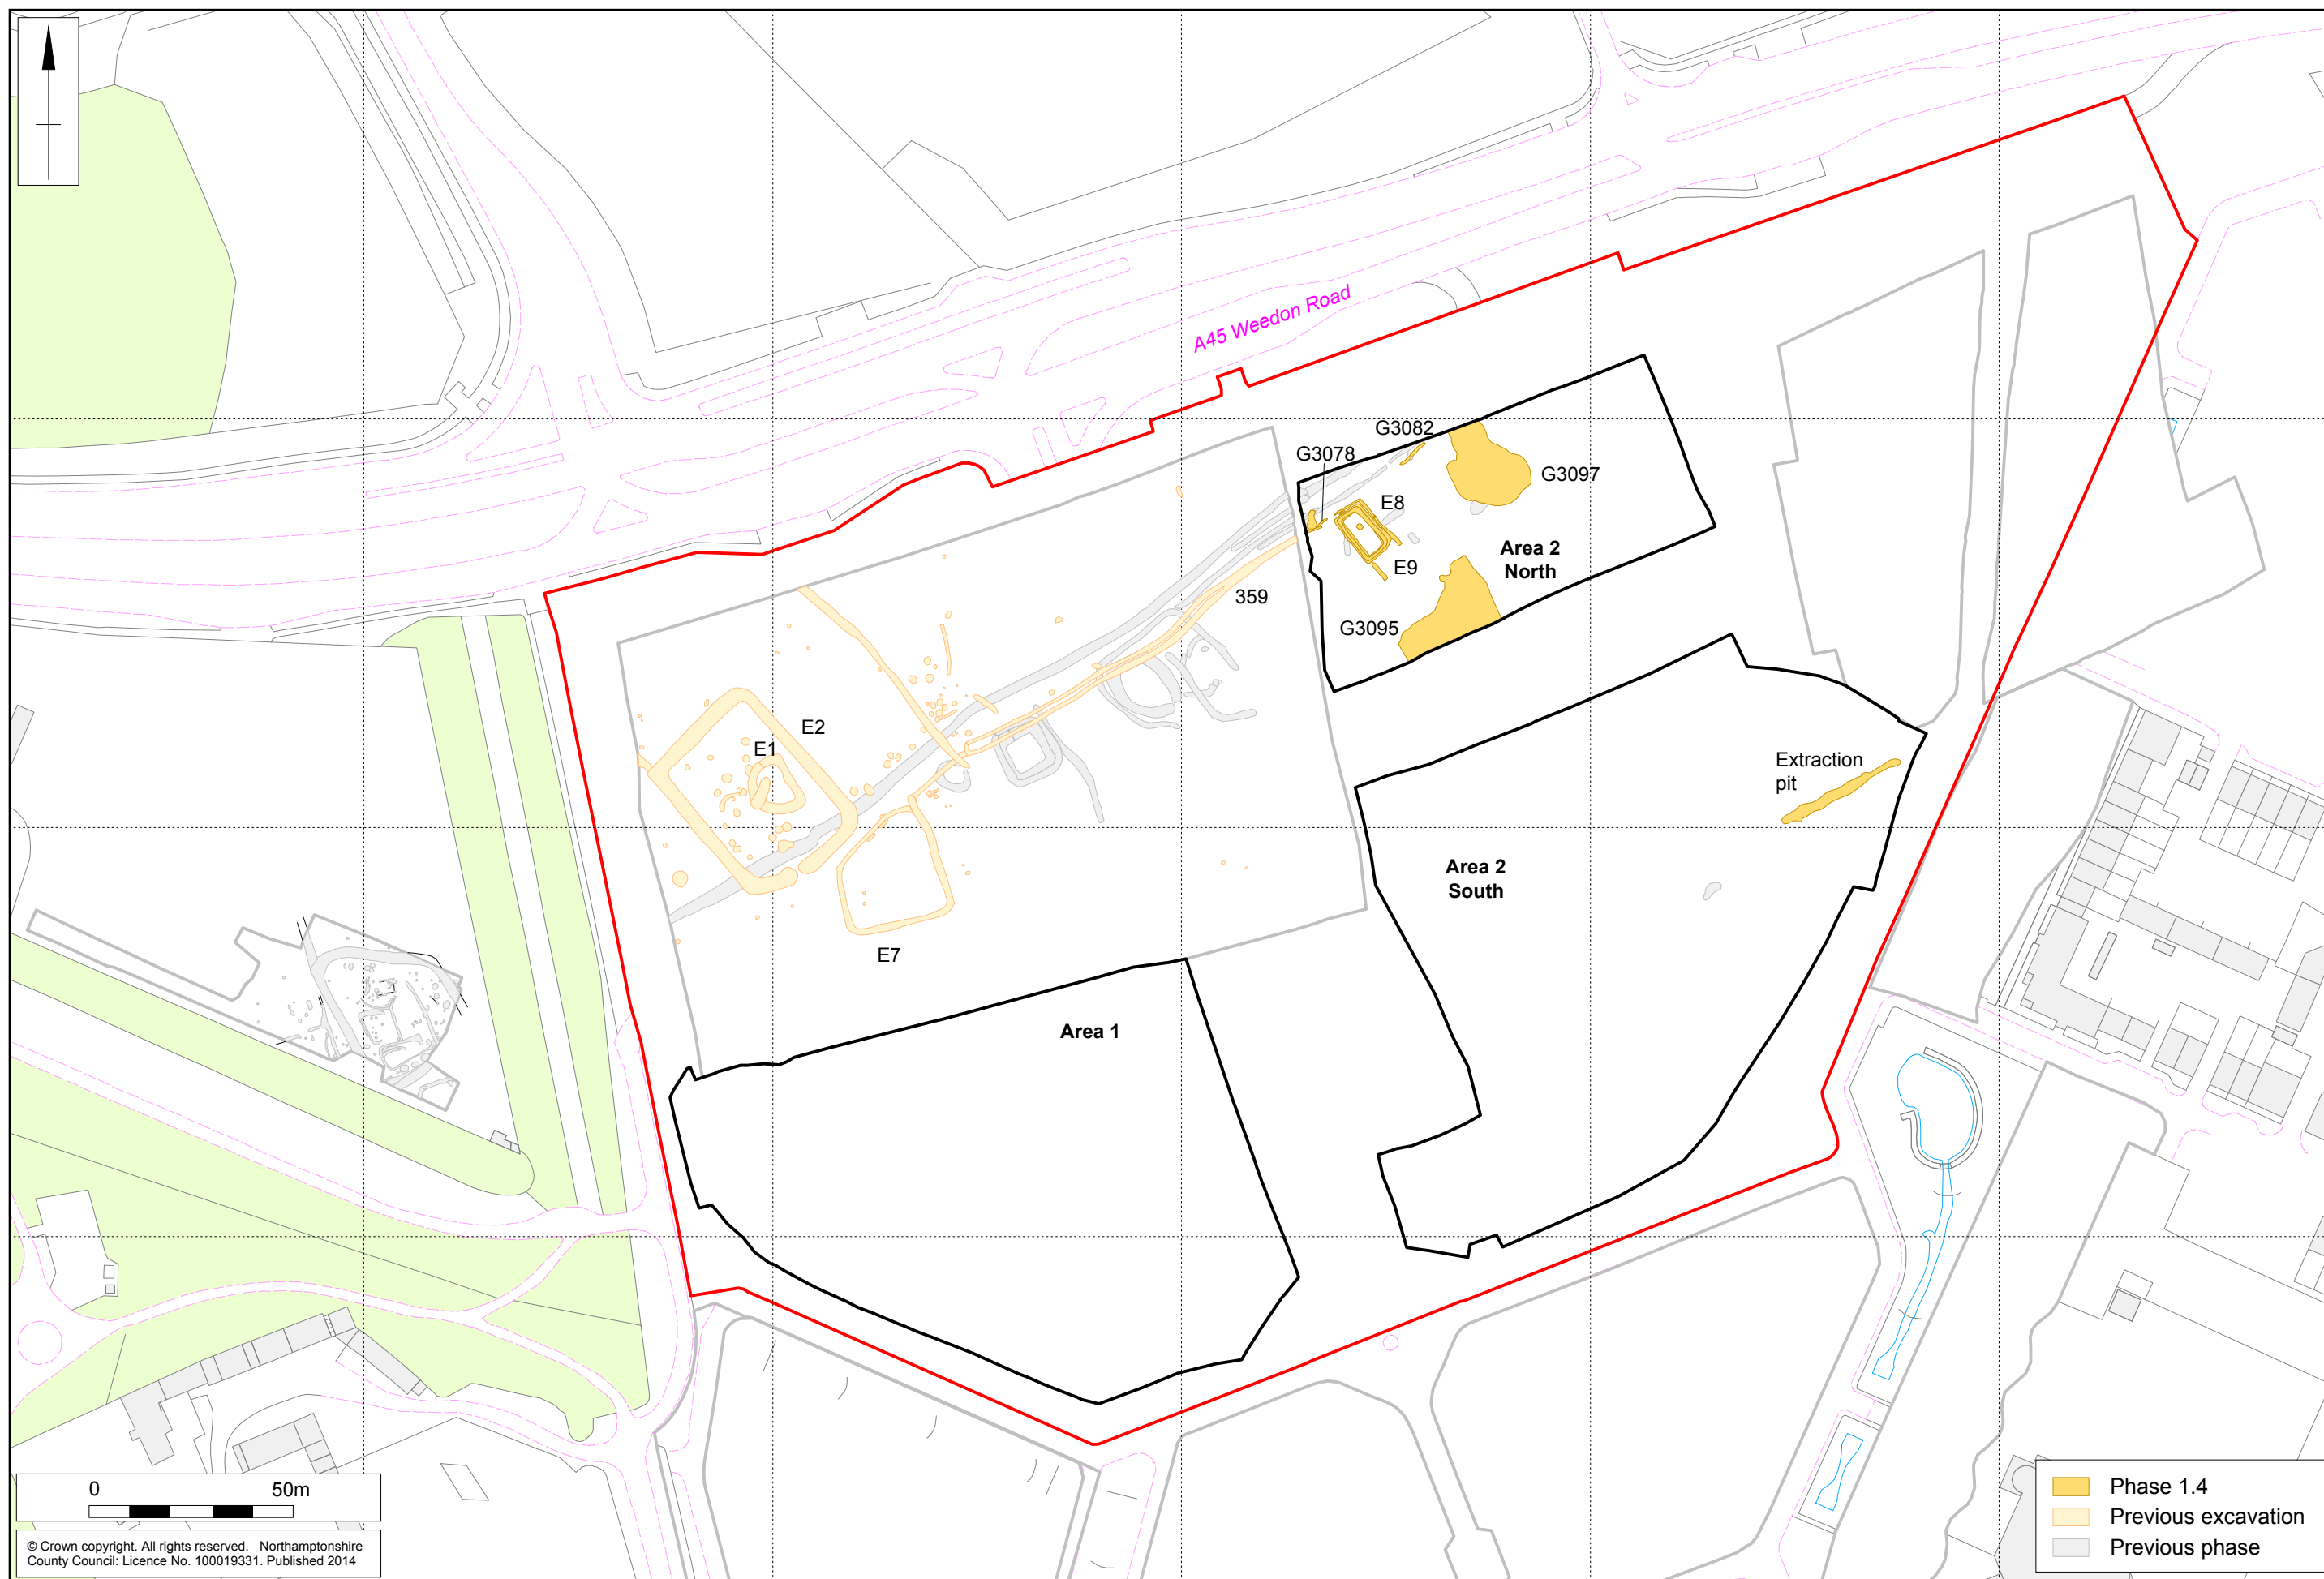 A45 Weedon Road
G3082
G3078
G3097
E8
Area 2
North
E9
359
G3095
E2
E1
Extraction
pit
Area 2
South
E7
Area 1
0 50m
© Crown copyright. All rights reserved. Northamptonshire
County Council: Licence No. 100019331. Published 2014
Phase 1.4
Previous excavation
Previous phase